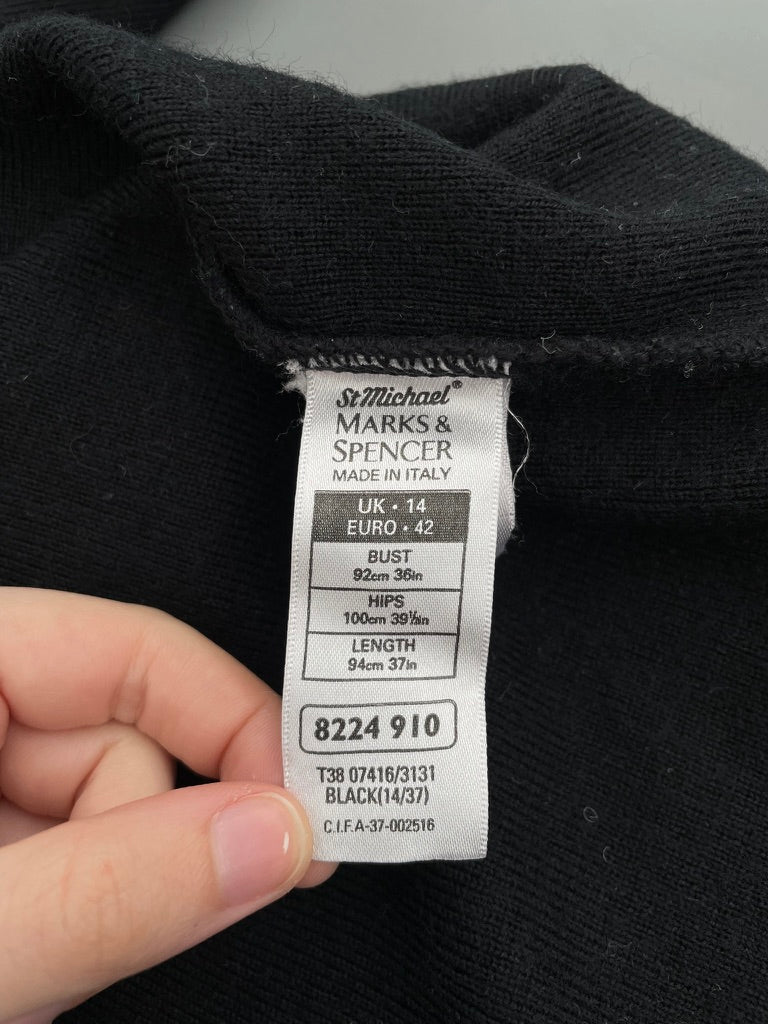 St Michael®
MARKS &
SPENCER
MADE IN ITALY
UK · 14
EURO · 42
BUST
92cm 36in
HIPS
100cm 39½in
LENGTH
94cm 37in
8224 910
T38 07416/3131
BLACK(14/37)
C.I.F.A-37-002516